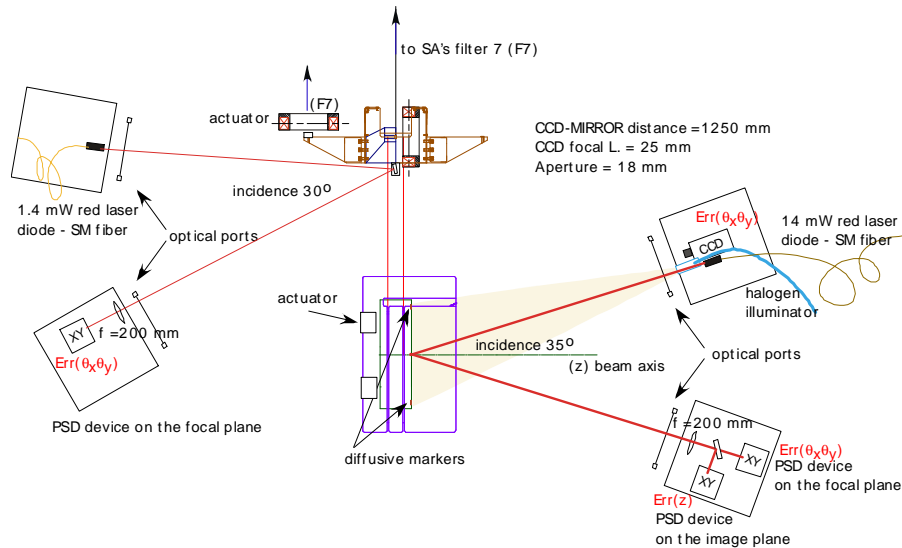 to SA's filter 7 (F7)
(F7)
actuator
CCD-MIRROR distance =1250 mm
CCD focal L. = 25 mm
Aperture = 18 mm
incidence 30º
1.4 mW red laser
diode - SM fiber
optical ports
Err(θxθy)
CCD
14 mW red laser
diode - SM fiber
halogen
illuminator
actuator
f =200 mm
XY
Err(θxθy)
PSD device on the focal plane
incidence 35º
(z) beam axis
optical ports
diffusive markers
f =200 mm
XY
XY
Err(θxθy)
PSD device
on the focal plane
Err(z)
PSD device
on the image plane